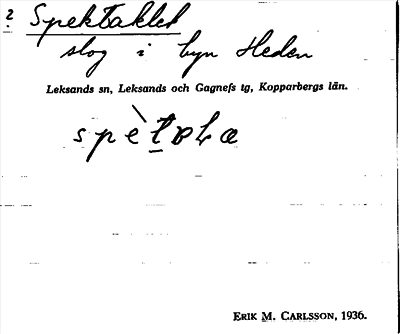 2 Spektaklet
slog i byn Heden
Leksands sn, Leksands och Gagnefs tg, Kopparbergs län.
ERIK M. CARLSSON, 1936.